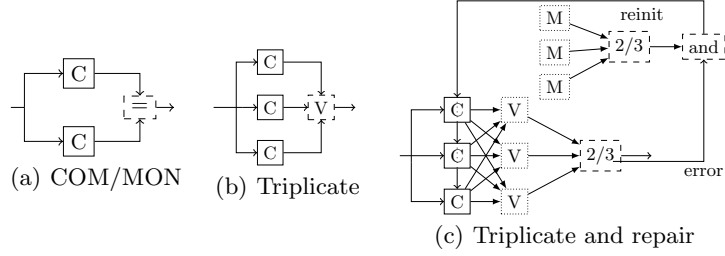 C
C
=
(a) COM/MON
C
C
V
C
(b) Triplicate
M
M
M
2/3
reinit
and
C
V
C
V
C
V
2/3
error
(c) Triplicate and repair